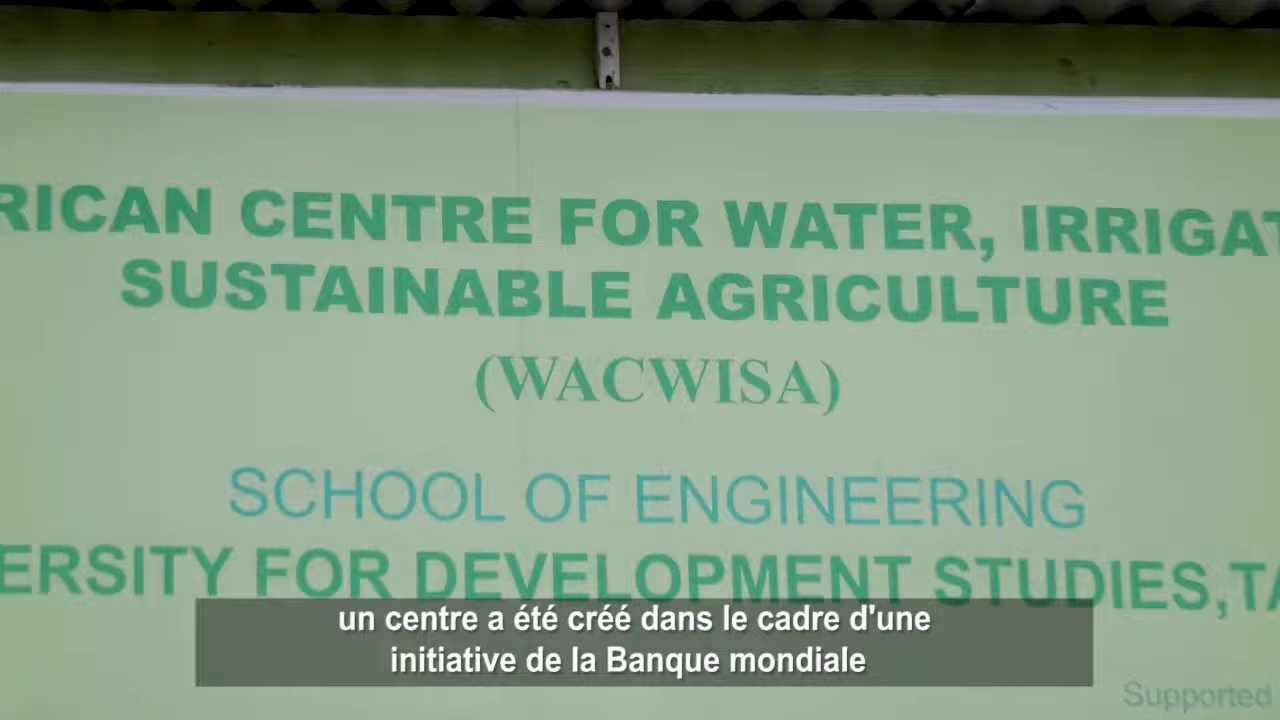 RICAN CENTRE FOR WATER, IRRIGAT
SUSTAINABLE AGRICULTURE
(WACWISA)
SCHOOL OF ENGINEERING
ERSITY FOR DEVELOPMENT STUDIES,TA
un centre a été créé dans le cadre d'une
initiative de la Banque mondiale
Supported